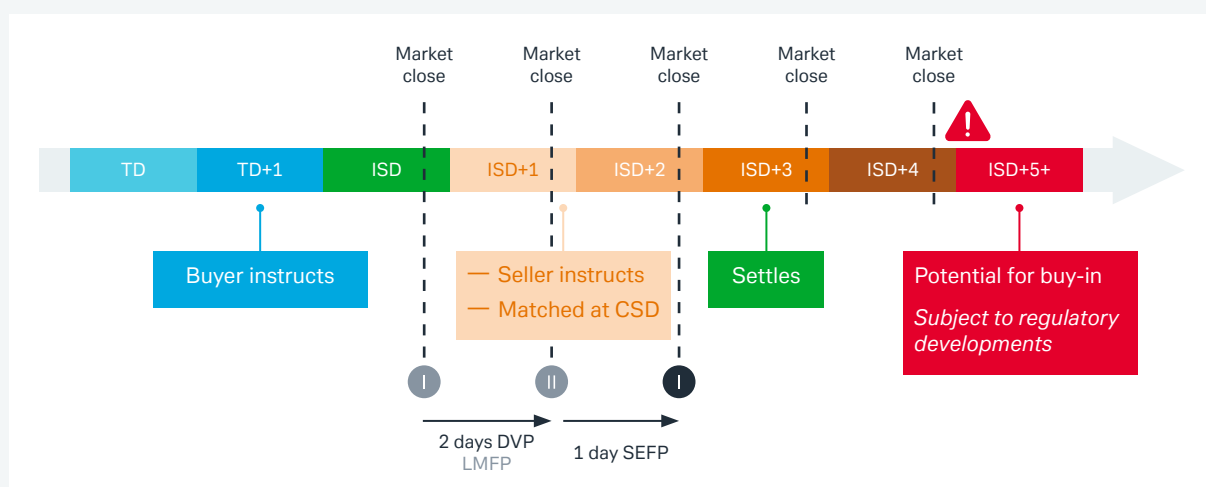 Market
close
Market
close
Market
close
Market
close
Market
close
!
TD
TD+1
ISD
ISD+1
ISD+2
ISD+3
ISD+4
ISD+5+
Buyer instructs
— Seller instructs
— Matched at CSD
Settles
Potential for buy-in
Subject to regulatory
developments
I
II
I
2 days DVP
LMFP
1 day SEFP